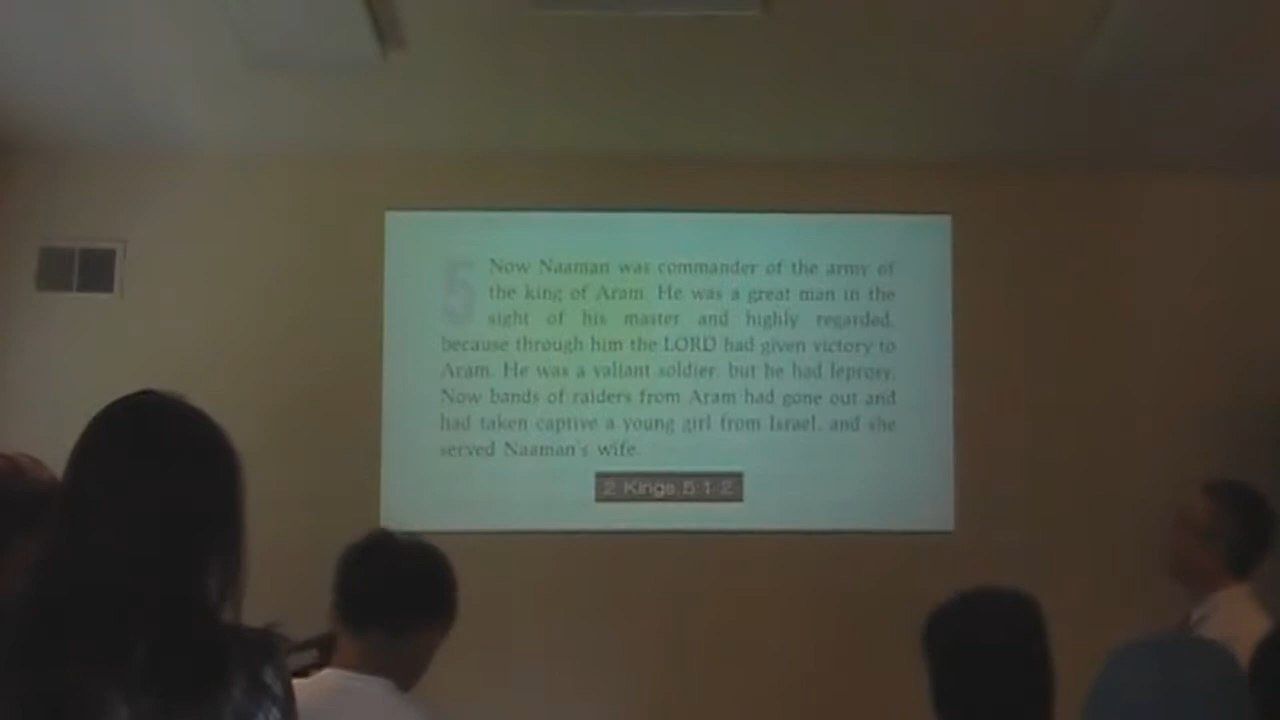 5 Now Naaman was commander of the army of
the king of Aram. He was a great man in the
sight of his master and highly regarded,
because through him the LORD had given victory to
Aram. He was a valiant soldier, but he had leprosy.
Now bands of raiders from Aram had gone out and
had taken captive a young girl from Israel, and she
served Naaman's wife.
2 Kings 5:1-2